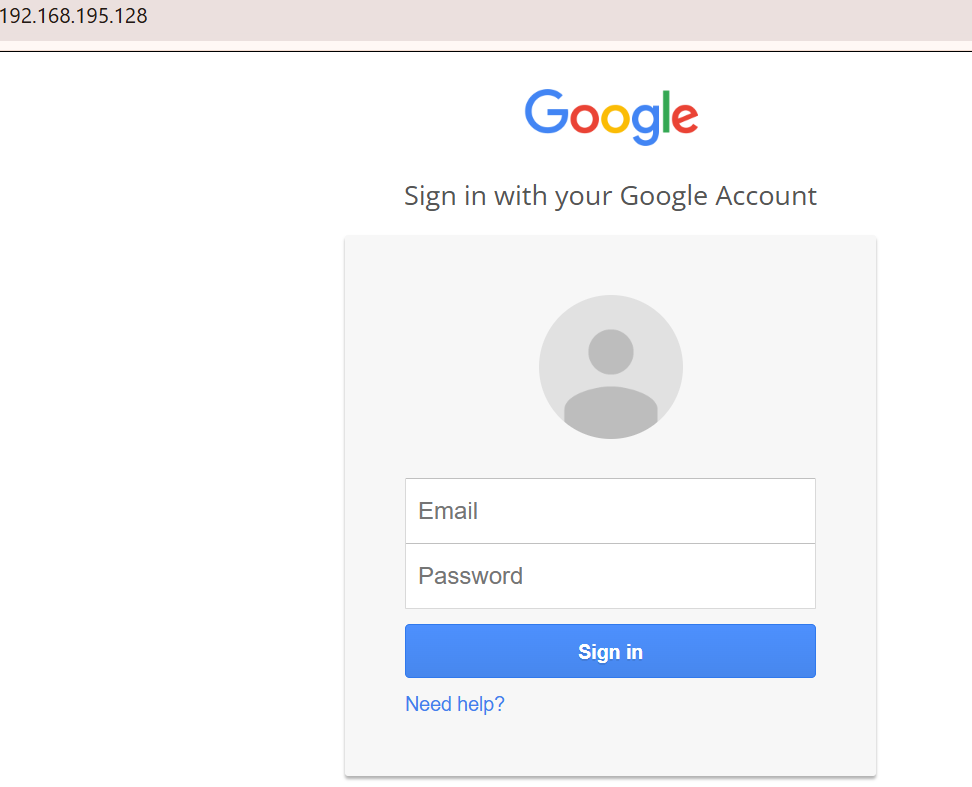 192.168.195.128
Google
Sign in with your Google Account
Email
Password
Sign in
Need help?